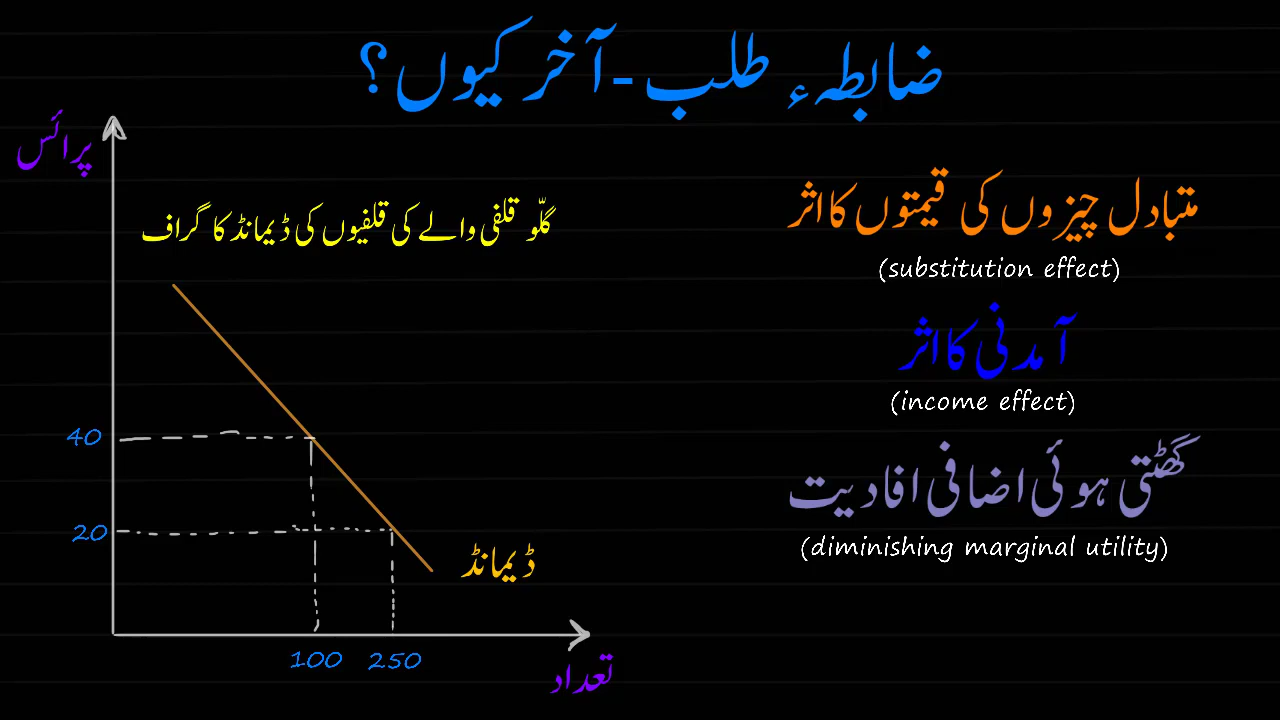 ضابطہء طلب - آخر کیوں؟
پرائس
گلّو قلفی والے کی قلفیوں کی ڈیمانڈ کا گراف
40
20
ڈیمانڈ
100 250
تعداد
متبادل چیزوں کی قیمتوں کا اثر
(substitution effect)
آمدنی کا اثر
(income effect)
گھٹتی ہوئی اضافی افادیت
(diminishing marginal utility)